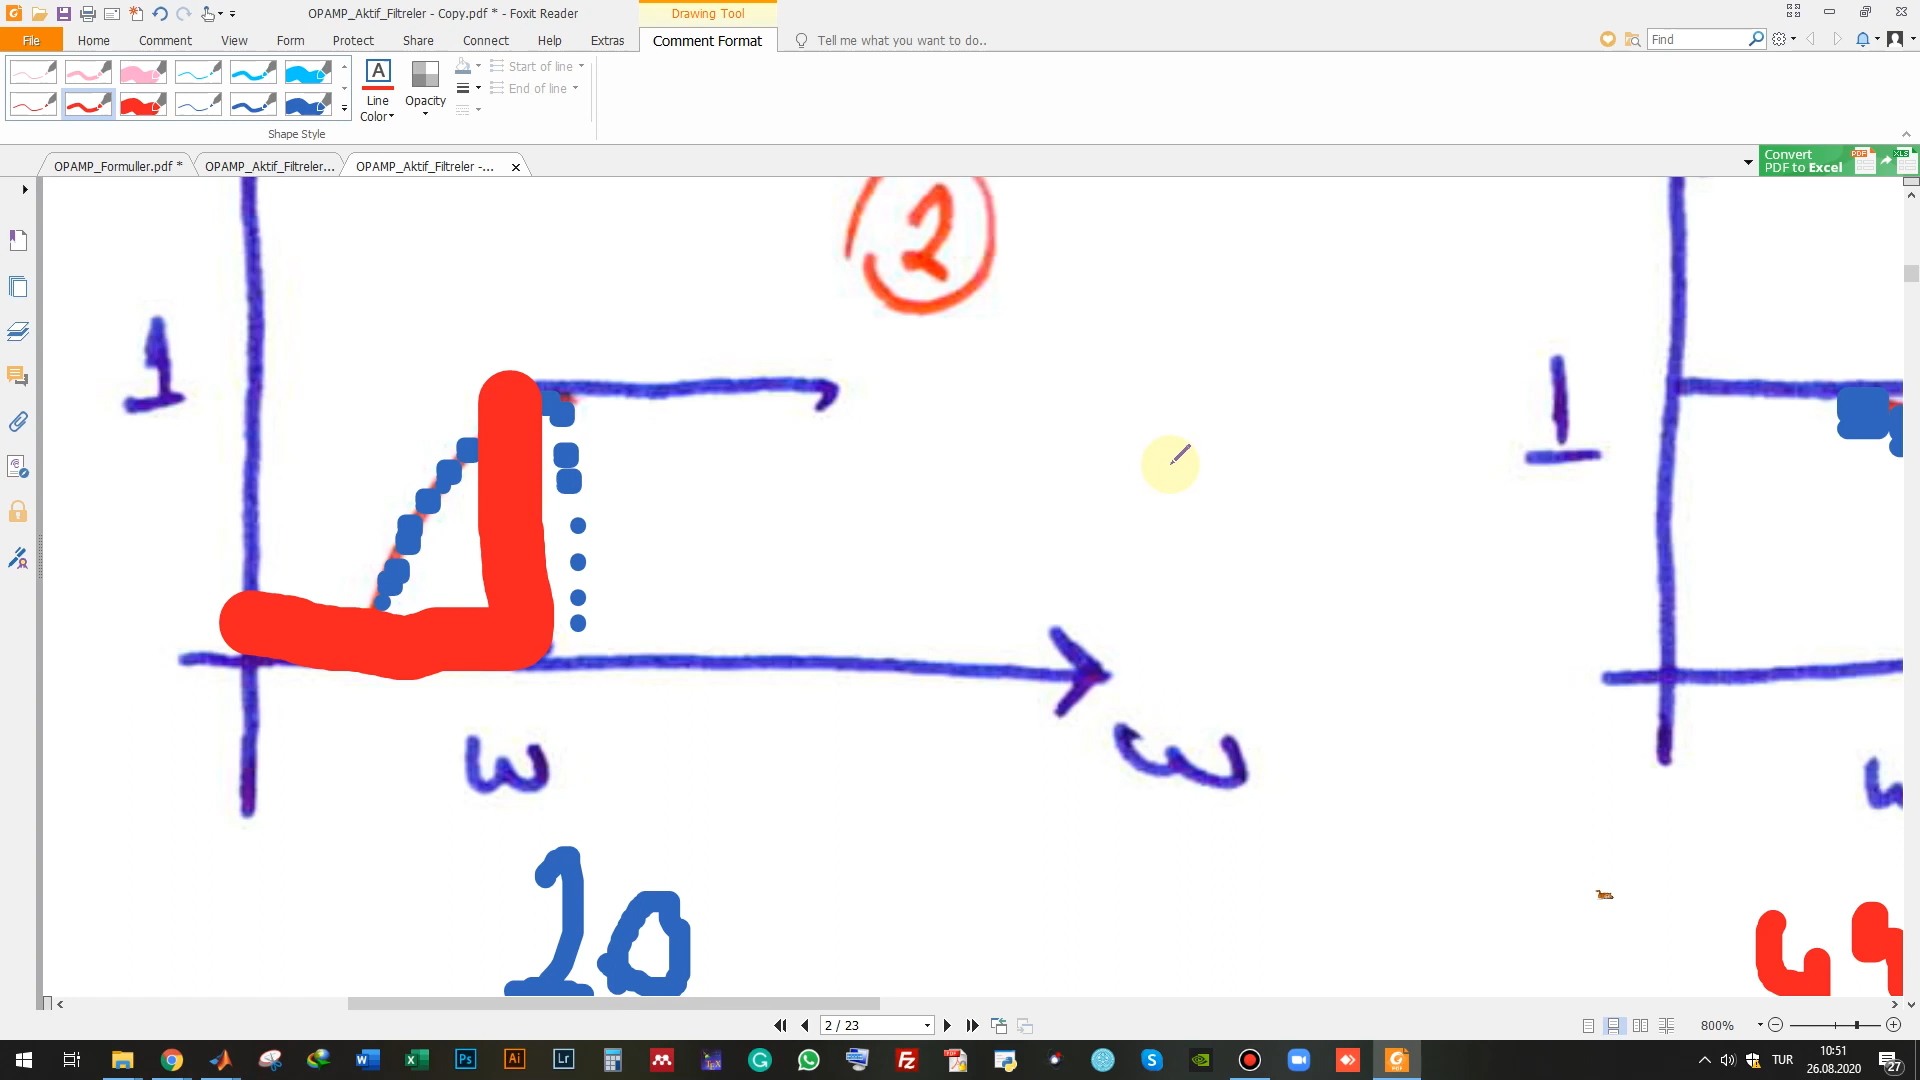 OPAMP_Aktif_Filtreler - Copy.pdf * - Foxit Reader
Drawing Tool
File Home Comment View Form Protect Share Connect Help Extras Comment Format Tell me what you want to do.. Find
Line Color
Opacity
Start of line
End of line
Shape Style
OPAMP_Formuller.pdf * OPAMP_Aktif_Filtreler... OPAMP_Aktif_Filtreler -...
Convert
PDF to Excel
2
1
1
w
w
10
2 / 23
800%
TUR
10:51
26.08.2020
27